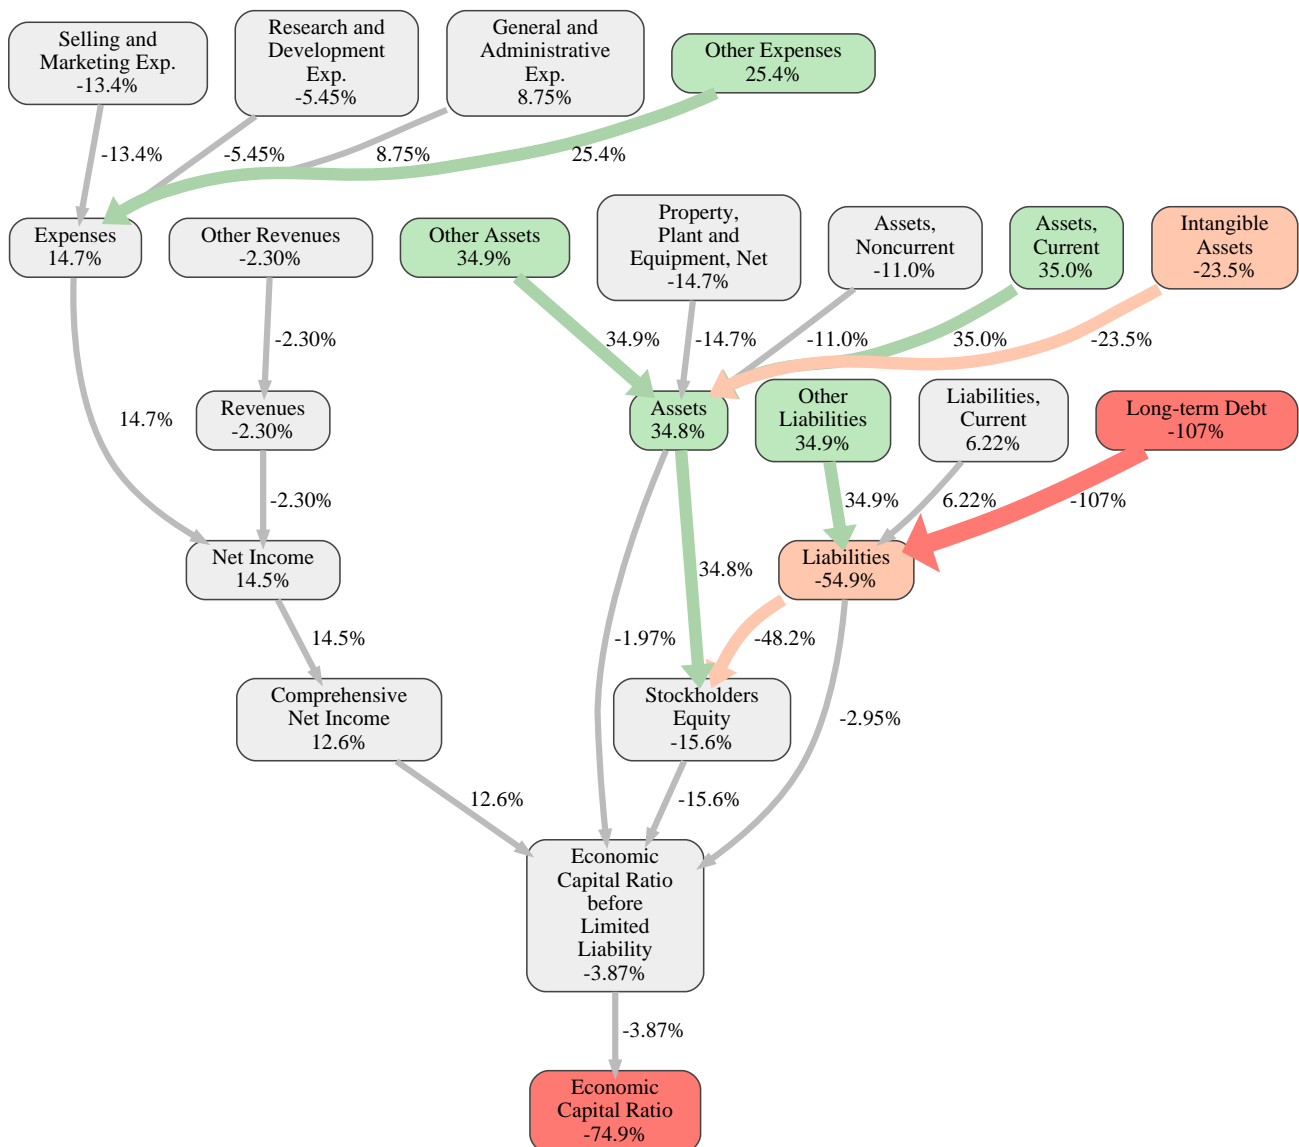 Selling and
Marketing Exp.
-13.4%
Research and
Development
Exp.
-5.45%
General and
Administrative
Exp.
8.75%
Other Expenses
25.4%
-13.4%
-5.45%
8.75%
25.4%
Expenses
14.7%
Other Revenues
-2.30%
Other Assets
34.9%
Property,
Plant and
Equipment, Net
-14.7%
Assets,
Noncurrent
-11.0%
Assets,
Current
35.0%
Intangible
Assets
-23.5%
-2.30%
34.9%
-14.7%
-11.0%
35.0%
-23.5%
14.7%
Revenues
-2.30%
Assets
34.8%
Other
Liabilities
34.9%
Liabilities,
Current
6.22%
Long-term Debt
-107%
-2.30%
34.9%
6.22%
-107%
Net Income
14.5%
34.8%
Liabilities
-54.9%
14.5%
-1.97%
-48.2%
Comprehensive
Net Income
12.6%
Stockholders
Equity
-15.6%
-2.95%
12.6%
-15.6%
Economic
Capital Ratio
before
Limited
Liability
-3.87%
-3.87%
Economic
Capital Ratio
-74.9%